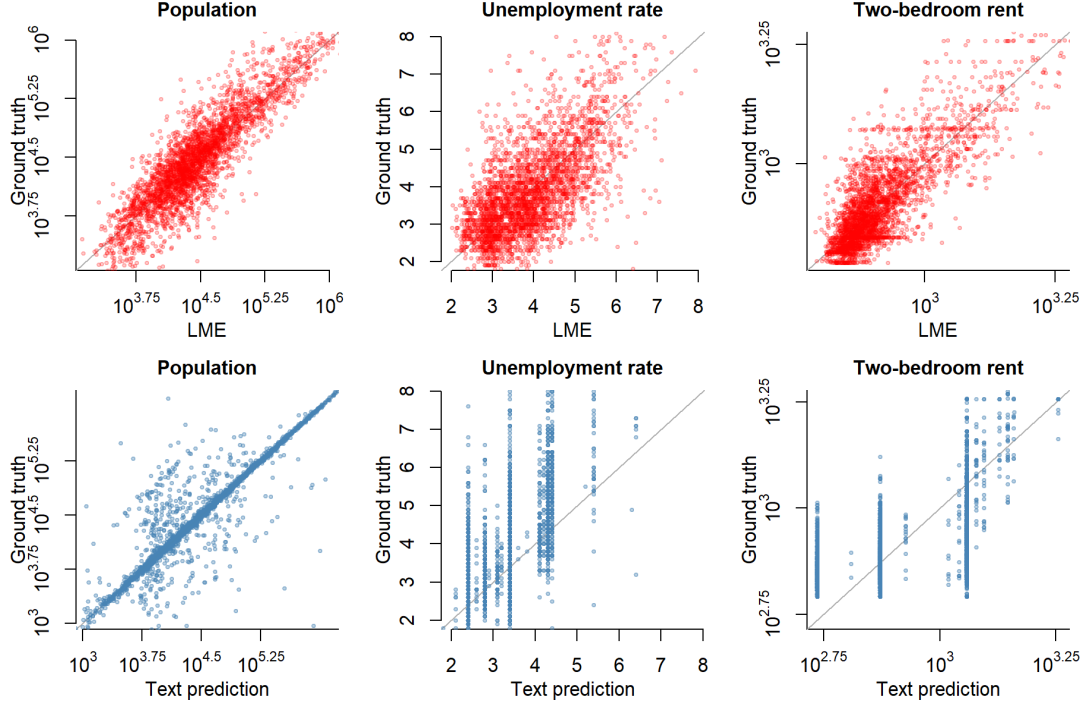 Population
Ground truth
10^6
10^5.25
10^4.5
10^3.75
10^3.75 10^4.5 10^5.25 10^6
LME
Unemployment rate
Ground truth
8
7
6
5
4
3
2
2 3 4 5 6 7 8
LME
Two-bedroom rent
Ground truth
10^3.25
10^3
10^3 10^3.25
LME
Population
Ground truth
10^5.25
10^4.5
10^3.75
10^3
10^3 10^3.75 10^4.5 10^5.25
Text prediction
Unemployment rate
Ground truth
8
7
6
5
4
3
2
2 3 4 5 6 7 8
Text prediction
Two-bedroom rent
Ground truth
10^3.25
10^3
10^2.75
10^2.75 10^3 10^3.25
Text prediction